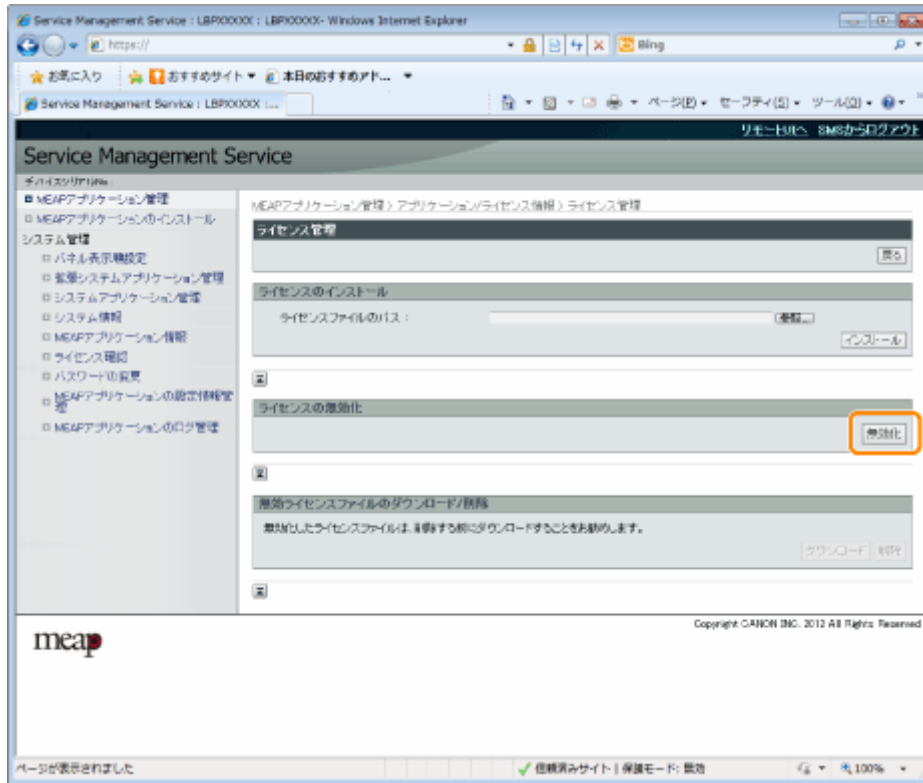 Service Management Service : LBPXXXXX : LBPXXXXX- Windows Internet Explorer
https://
Bing
お気に入り おすすめサイト 本日のおすすめアド...
Service Management Service : LBPXXXXX :...
ページ(P) セーフティ(S) ツール(O)
リモートUIへ SMSからログアウト
Service Management Service
デバイスシリアルNo.:
MEAPアプリケーション管理
MEAPアプリケーションのインストール
システム管理
パネル表示順設定
拡張システムアプリケーション管理
システムアプリケーション管理
システム情報
MEAPアプリケーション情報
ライセンス確認
パスワードの変更
MEAPアプリケーションの設定情報管理
MEAPアプリケーションのログ管理
MEAPアプリケーション管理 > アプリケーション/ライセンス情報 > ライセンス管理
ライセンス管理
戻る
ライセンスのインストール
ライセンスファイルのパス :
参照...
インストール
ライセンスの無効化
無効化
無効ライセンスファイルのダウンロード/削除
無効化したライセンスファイルは、削除する前にダウンロードすることをお勧めします。
ダウンロード 削除
Copyright CANON INC. 2012 All Rights Reserved
meap
ページが表示されました
信頼済みサイト | 保護モード: 無効
100%